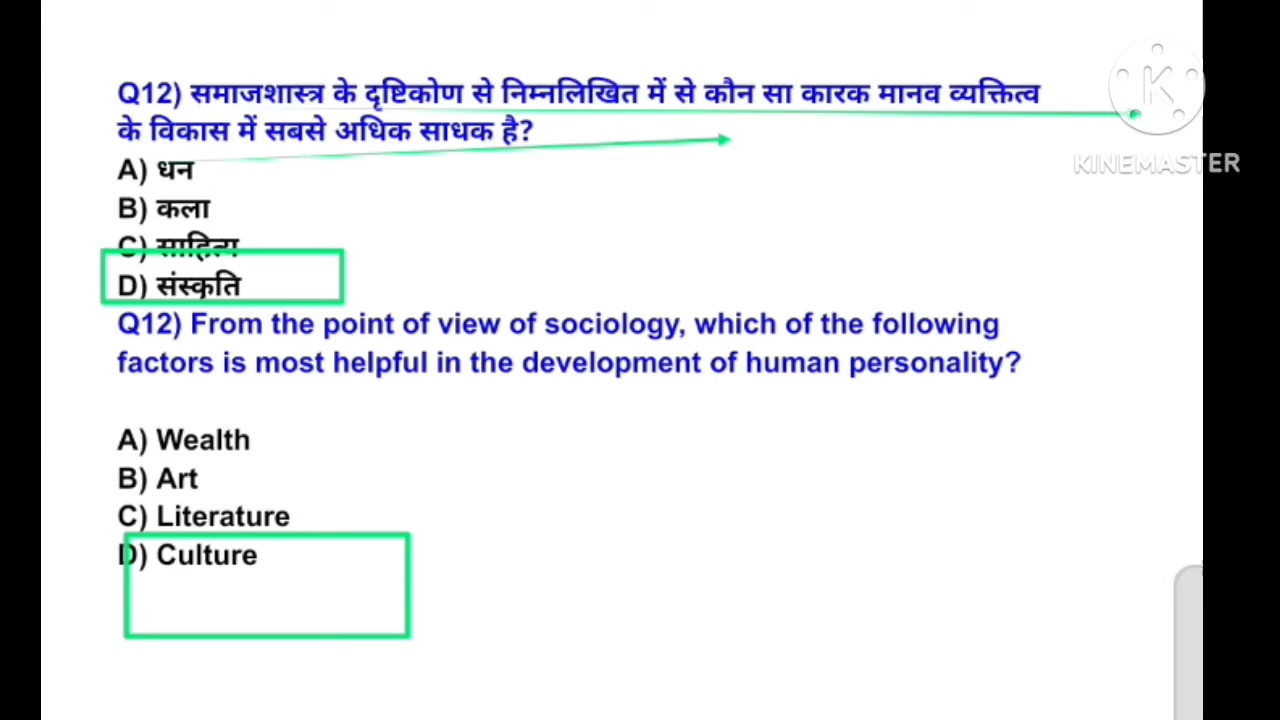 Q12) समाजशास्त्र के दृष्टिकोण से निम्नलिखित में से कौन सा कारक मानव व्यक्तित्व
के विकास में सबसे अधिक साधक है?
A) धन
B) कला
C) साहित्य
D) संस्कृति
Q12) From the point of view of sociology, which of the following
factors is most helpful in the development of human personality?
A) Wealth
B) Art
C) Literature
D) Culture
K
KINEMASTER